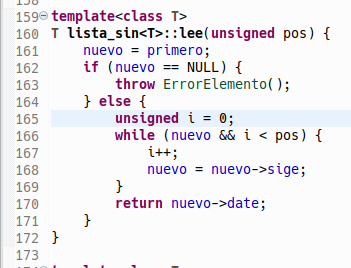 159 template<class T>
160 T lista_sin<T>::lee(unsigned pos) {
161     nuevo = primero;
162     if (nuevo == NULL) {
163         throw ErrorElemento();
164     } else {
165         unsigned i = 0;
166         while (nuevo && i < pos) {
167             i++;
168             nuevo = nuevo->sige;
169         }
170         return nuevo->date;
171     }
172 }
173